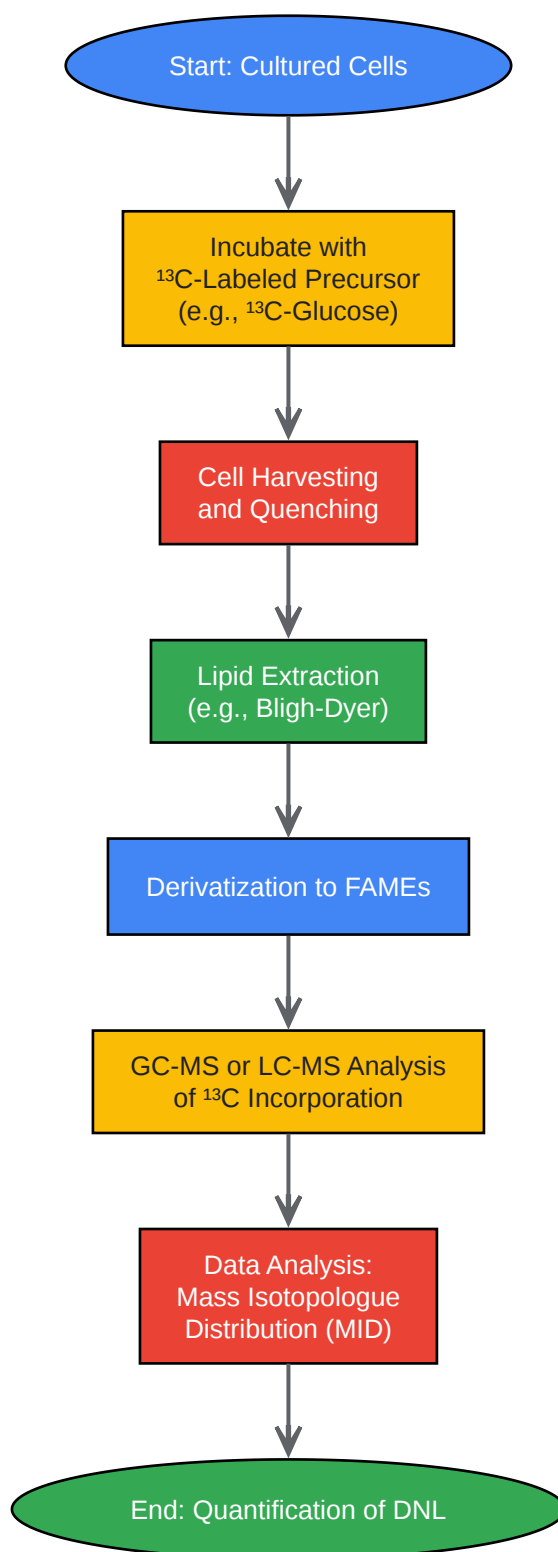 Start: Cultured Cells
Incubate with
¹³C-Labeled Precursor
(e.g., ¹³C-Glucose)
Cell Harvesting
and Quenching
Lipid Extraction
(e.g., Bligh-Dyer)
Derivatization to FAMEs
GC-MS or LC-MS Analysis
of ¹³C Incorporation
Data Analysis:
Mass Isotopologue
Distribution (MID)
End: Quantification of DNL